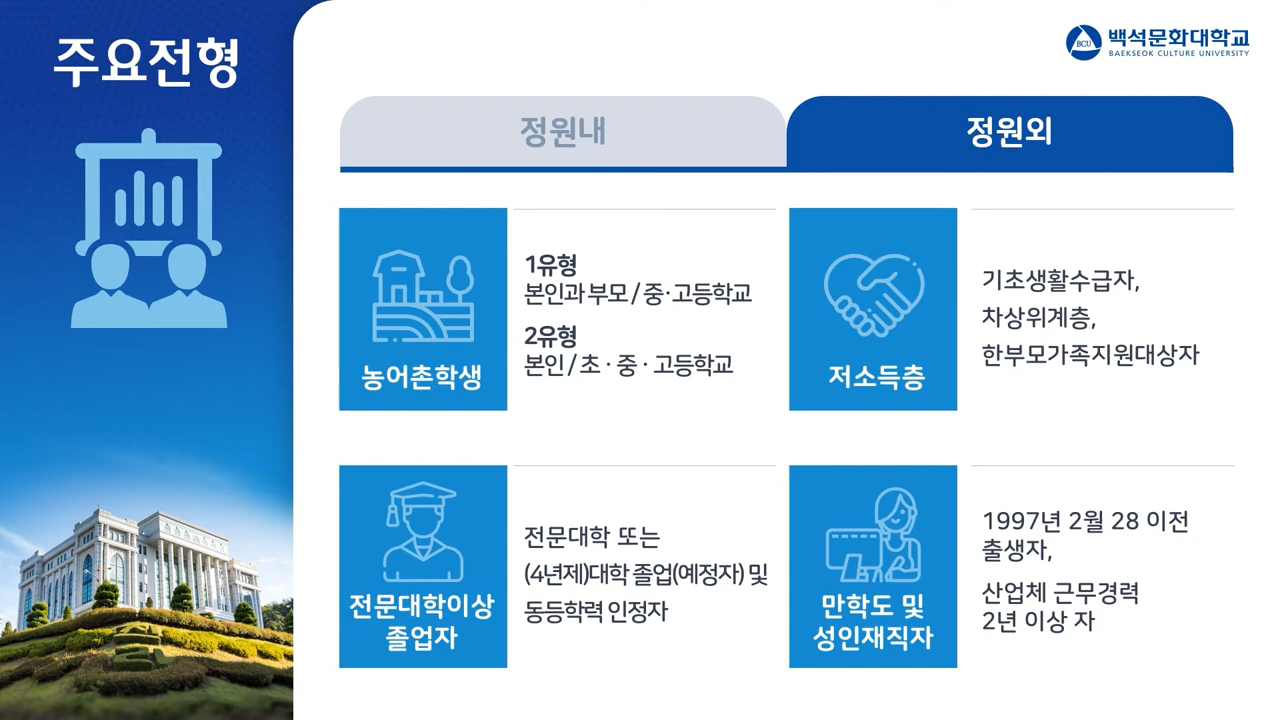 주요전형
BCU
백석문화대학교
BAEKSEOK CULTURE UNIVERSITY
정원내
정원외
농어촌학생
1유형
본인과 부모 / 중·고등학교
2유형
본인 / 초 · 중 · 고등학교
저소득층
기초생활수급자,
차상위계층,
한부모가족지원대상자
전문대학이상
졸업자
전문대학 또는
(4년제)대학 졸업(예정자) 및
동등학력 인정자
만학도 및
성인재직자
1997년 2월 28 이전
출생자,
산업체 근무경력
2년 이상 자